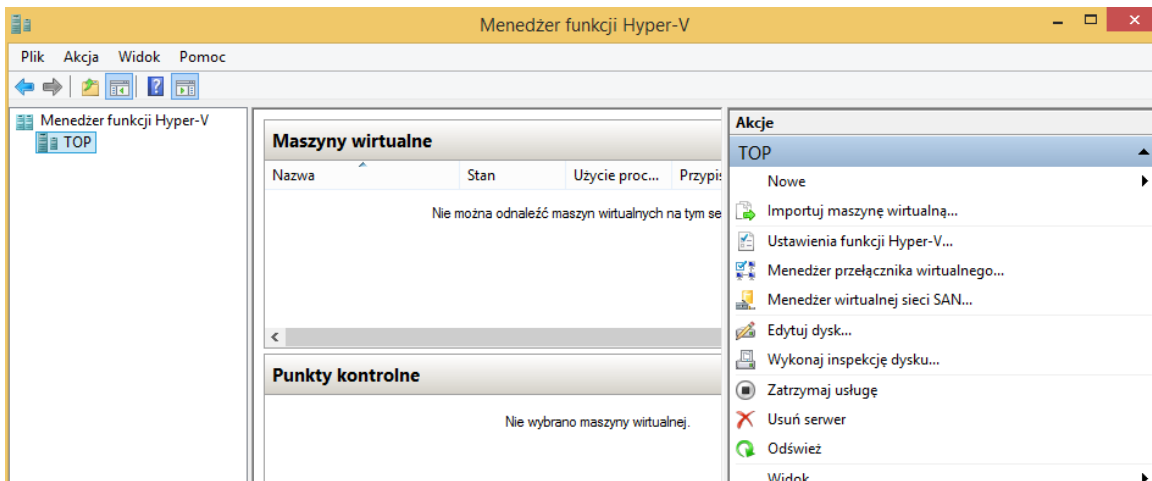 Menedżer funkcji Hyper-V
Plik Akcja Widok Pomoc
Menedżer funkcji Hyper-V
TOP
Maszyny wirtualne
Nazwa Stan Użycie proc... Przypis
Nie można odnaleźć maszyn wirtualnych na tym se
Punkty kontrolne
Nie wybrano maszyny wirtualnej.
Akcje
TOP
Nowe
Importuj maszynę wirtualną...
Ustawienia funkcji Hyper-V...
Menedżer przełącznika wirtualnego...
Menedżer wirtualnej sieci SAN...
Edytuj dysk...
Wykonaj inspekcję dysku...
Zatrzymaj usługę
Usuń serwer
Odśwież
Widok